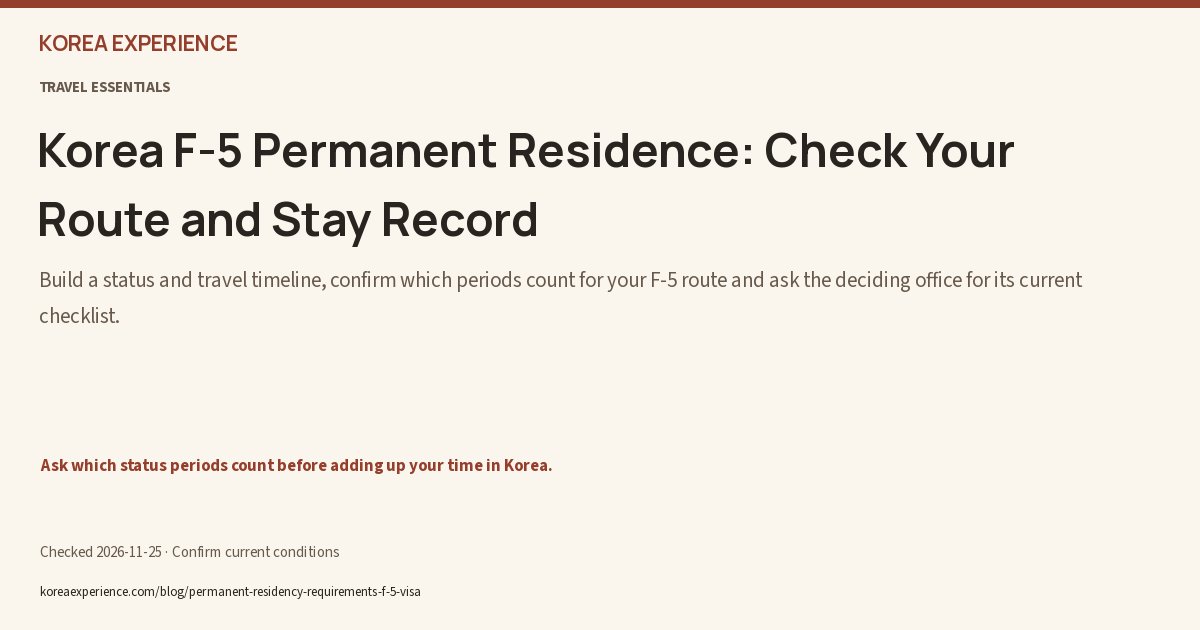 KOREA EXPERIENCE
TRAVEL ESSENTIALS
Korea F-5 Permanent Residence: Check Your
Route and Stay Record
Build a status and travel timeline, confirm which periods count for your F-5 route and ask the deciding office for its current
checklist.
Ask which status periods count before adding up your time in Korea.
Checked 2026-11-25 · Confirm current conditions
koreaexperience.com/blog/permanent-residency-requirements-f-5-visa